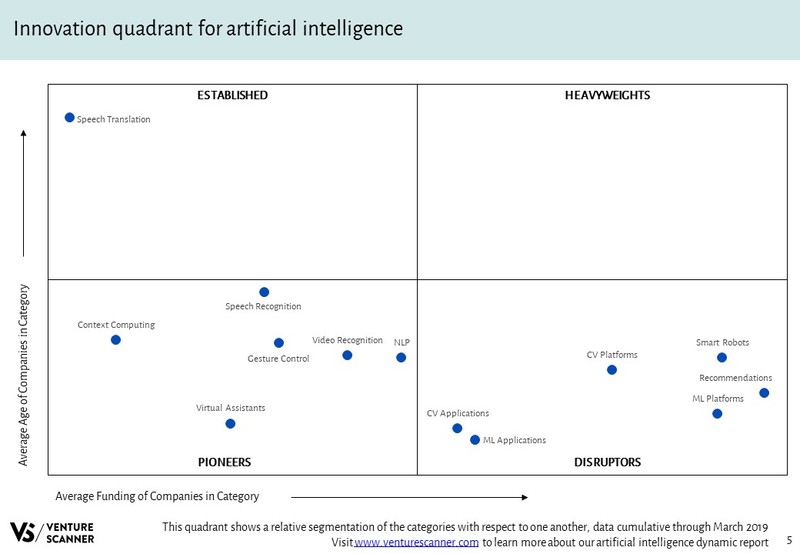 Innovation quadrant for artificial intelligence
ESTABLISHED
HEAVYWEIGHTS
Speech Translation
Speech Recognition
Context Computing
Gesture Control
Video Recognition
NLP
Virtual Assistants
PIONEERS
CV Platforms
Smart Robots
Recommendations
ML Platforms
CV Applications
ML Applications
DISRUPTORS
Average Age of Companies in Category
Average Funding of Companies in Category
VS / VENTURE
SCANNER
This quadrant shows a relative segmentation of the categories with respect to one another, data cumulative through March 2019
Visit www.venturescanner.com to learn more about our artificial intelligence dynamic report
5